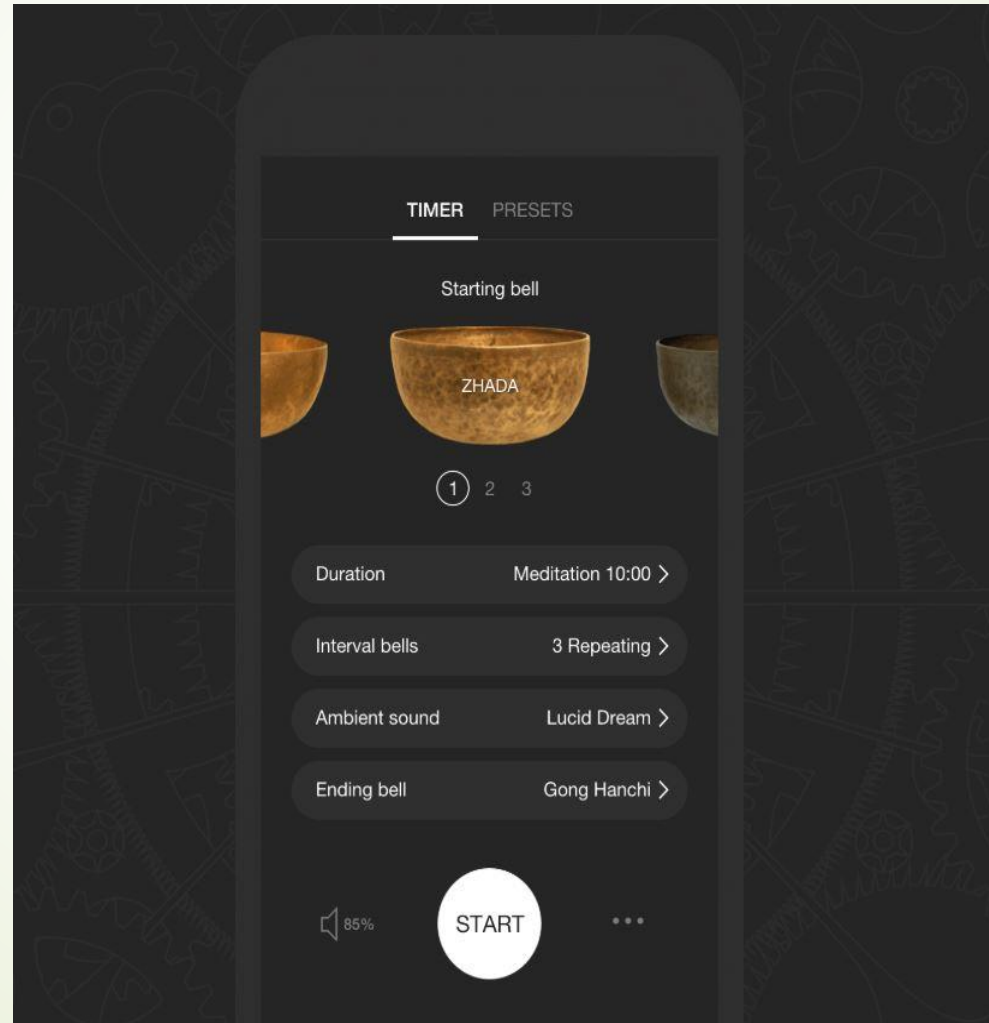 TIMER PRESETS
Starting bell
ZHADA
1 2 3
Duration Meditation 10:00 >
Interval bells 3 Repeating >
Ambient sound Lucid Dream >
Ending bell Gong Hanchi >
85% START •••